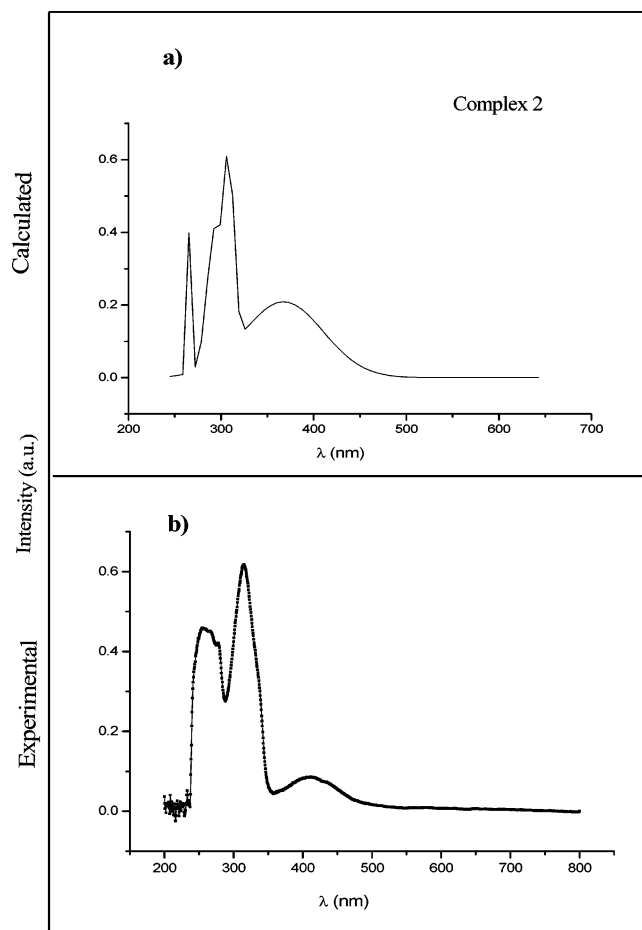 a)
Complex 2
Calculated
0.6
0.4
0.2
0.0
200 300 400 500 600 700
λ (nm)
Intensity (a.u.)
b)
Experimental
0.6
0.4
0.2
0.0
200 300 400 500 600 700 800
λ (nm)